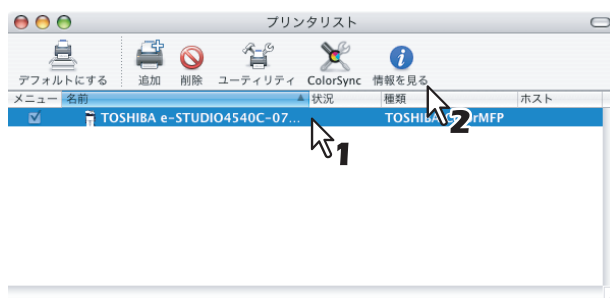 プリンタリスト
デフォルトにする 追加 削除 ユーティリティ ColorSync 情報を見る
メニュー 名前 状況 種類 ホスト
TOSHIBA e-STUDIO4540C-07... TOSHIBA rMFP
1
2